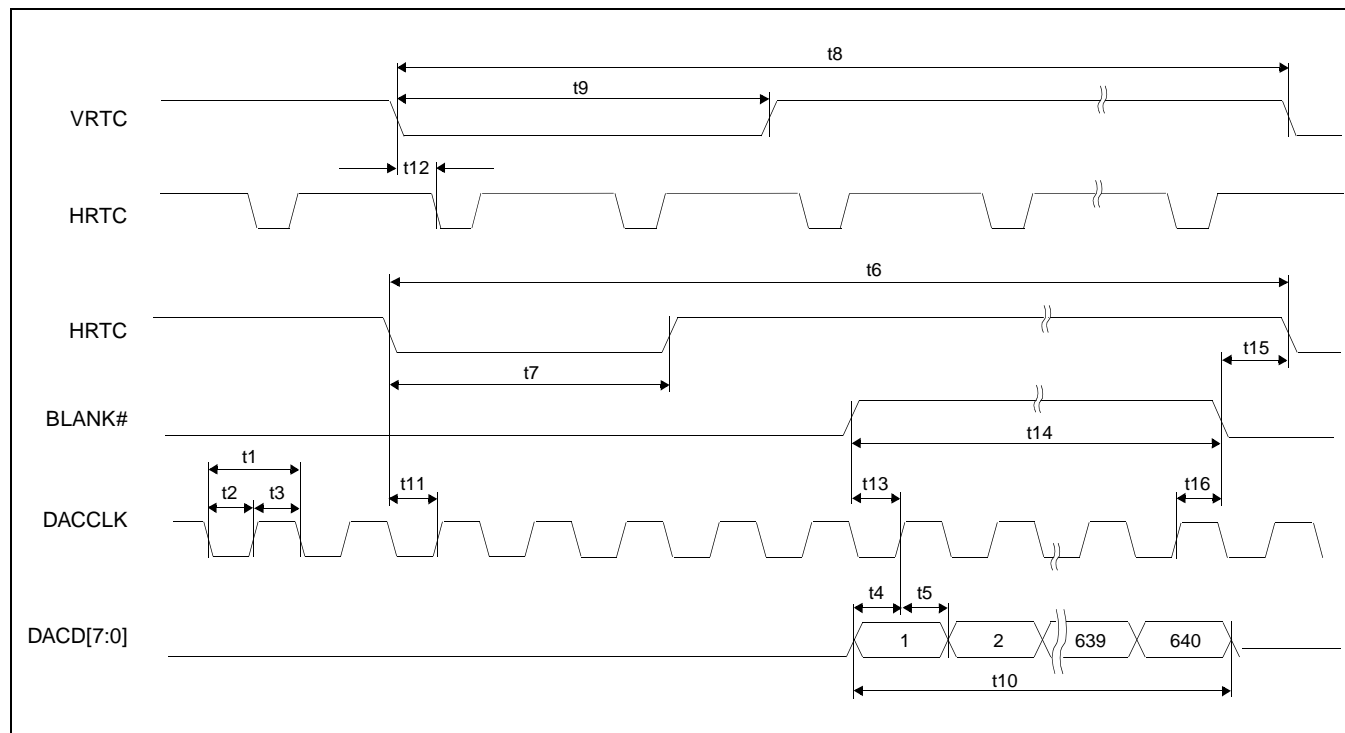 t8
t9
VRTC
t12
HRTC
t6
HRTC
t15
t7
BLANK#
t14
t1
t2 t3 t11 t13 t16
DACCLK
t4 t5
DACD[7:0] 1 2 639 640
t10